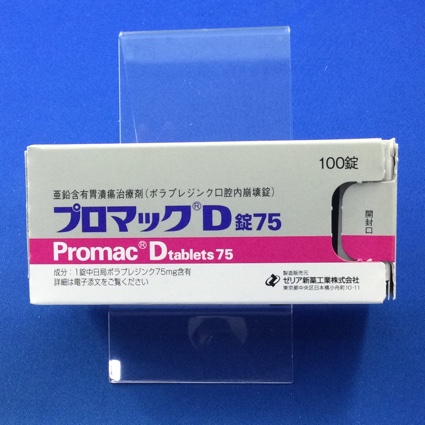 100錠
亜鉛含有胃潰瘍治療剤(ポラプレジンク口腔内崩壊錠)
プロマック®D錠75
開封口
Promac®Dtablets75
成分:1錠中日局ポラプレジンク75mg含有
詳細は電子添文をご覧ください
製造販売元
ゼリア新薬工業株式会社
東京都中央区日本橋小舟町10-11